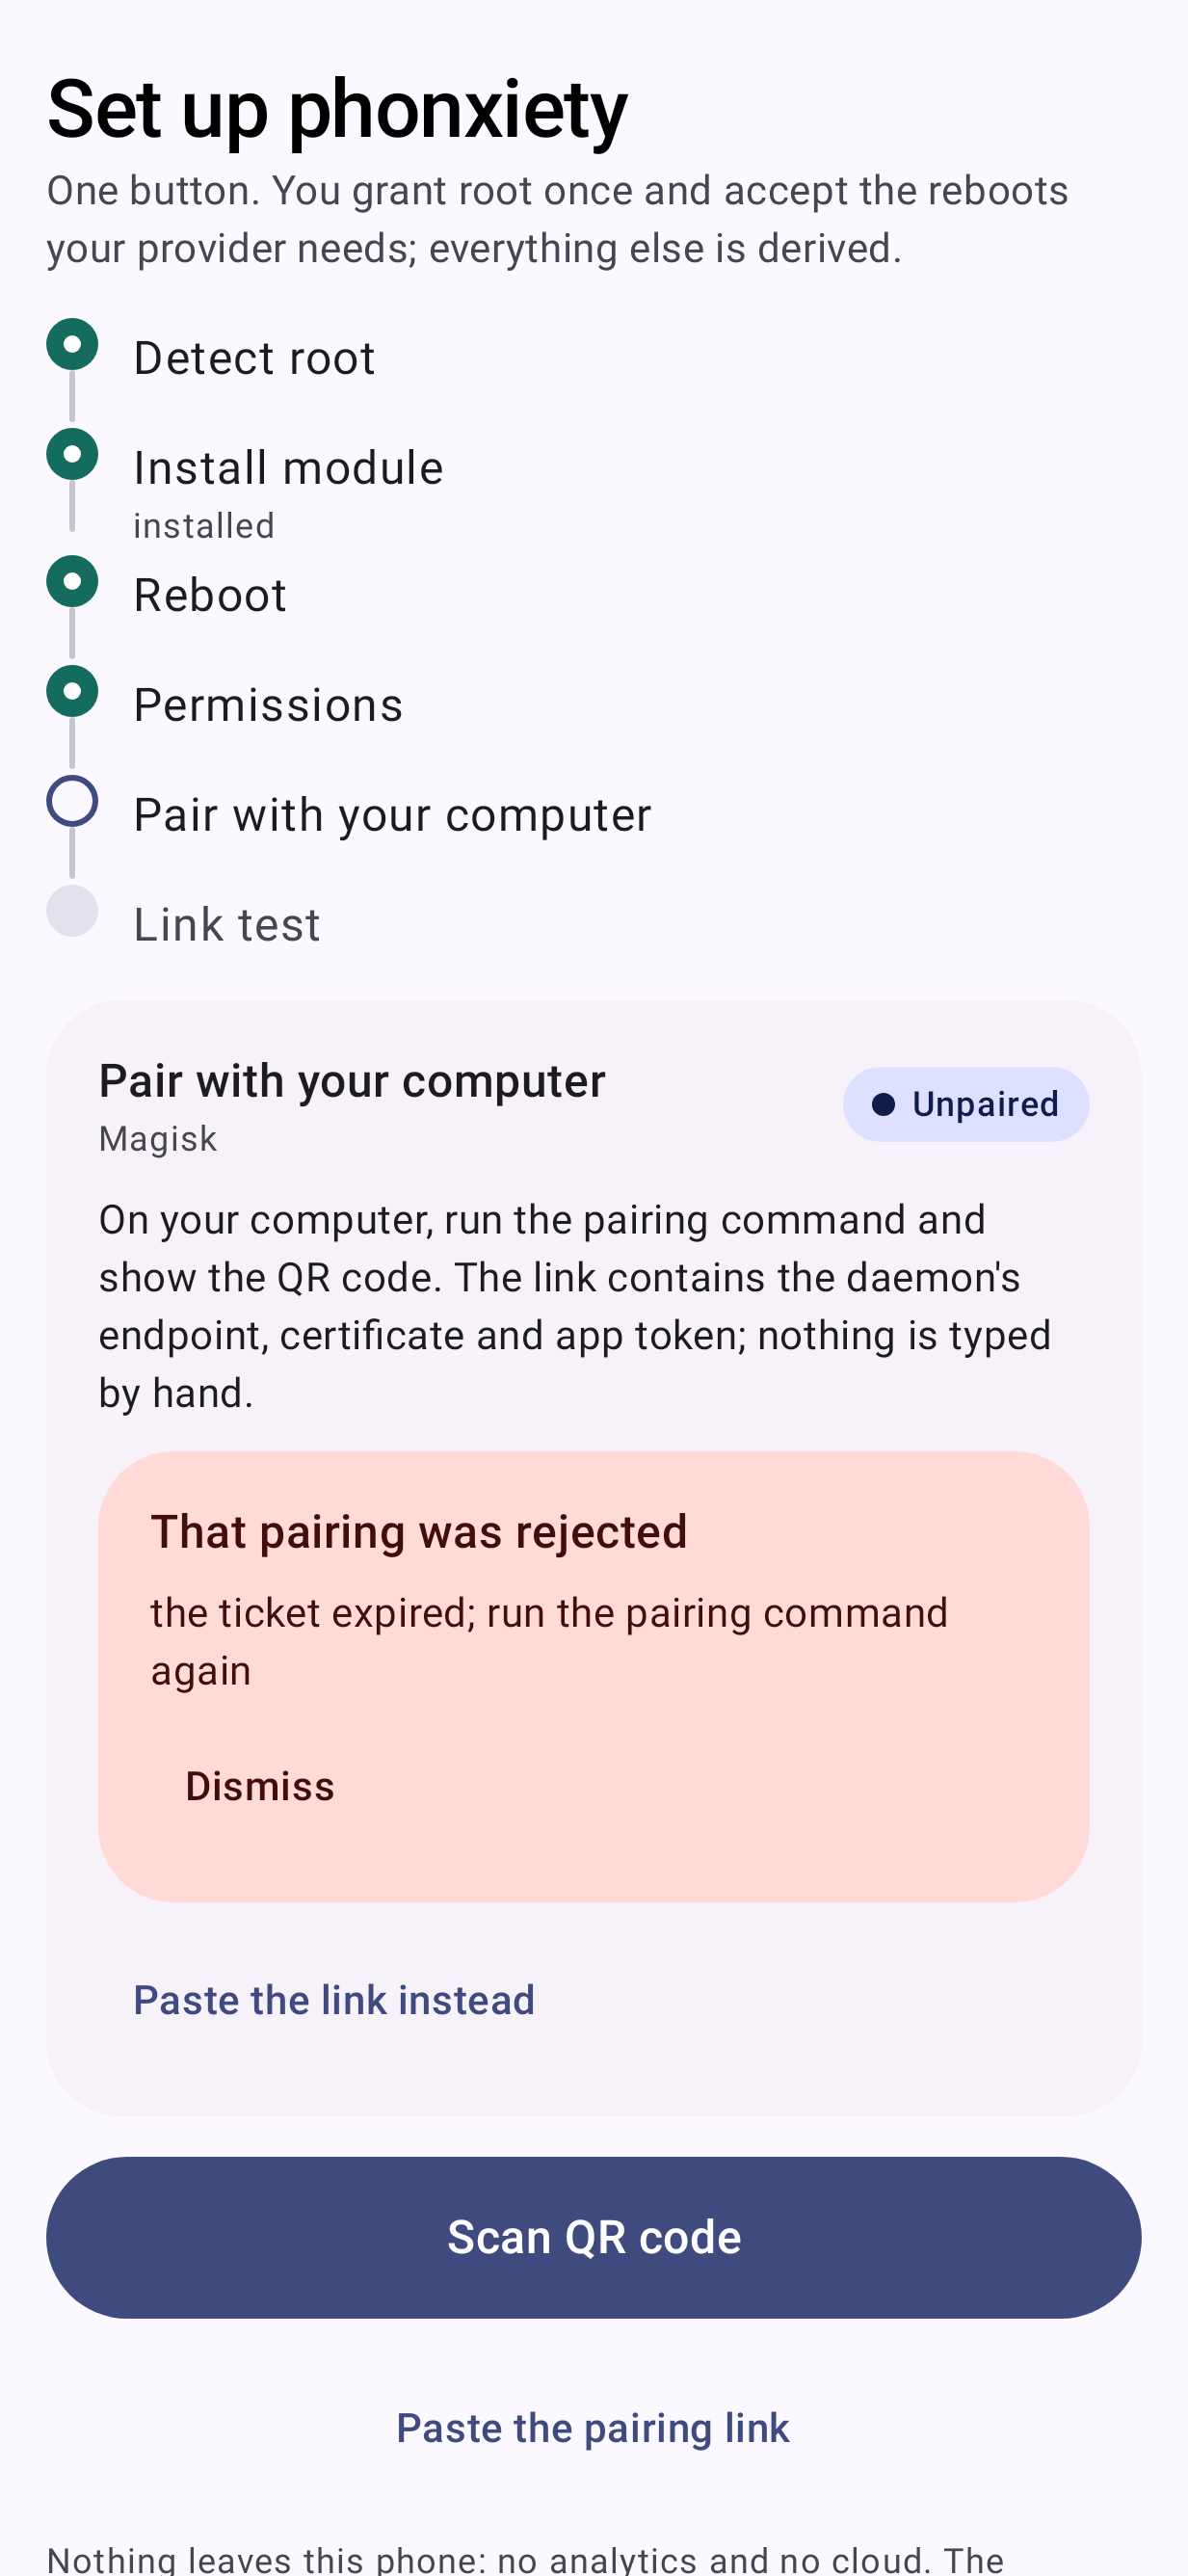 Set up phonxiety
One button. You grant root once and accept the reboots
your provider needs; everything else is derived.
Detect root
Install module
installed
Reboot
Permissions
Pair with your computer
Link test
Pair with your computer
Magisk
Unpaired
On your computer, run the pairing command and
show the QR code. The link contains the daemon's
endpoint, certificate and app token; nothing is typed
by hand.
That pairing was rejected
the ticket expired; run the pairing command
again
Dismiss
Paste the link instead
Scan QR code
Paste the pairing link
Nothing leaves this phone: no analytics and no cloud. The